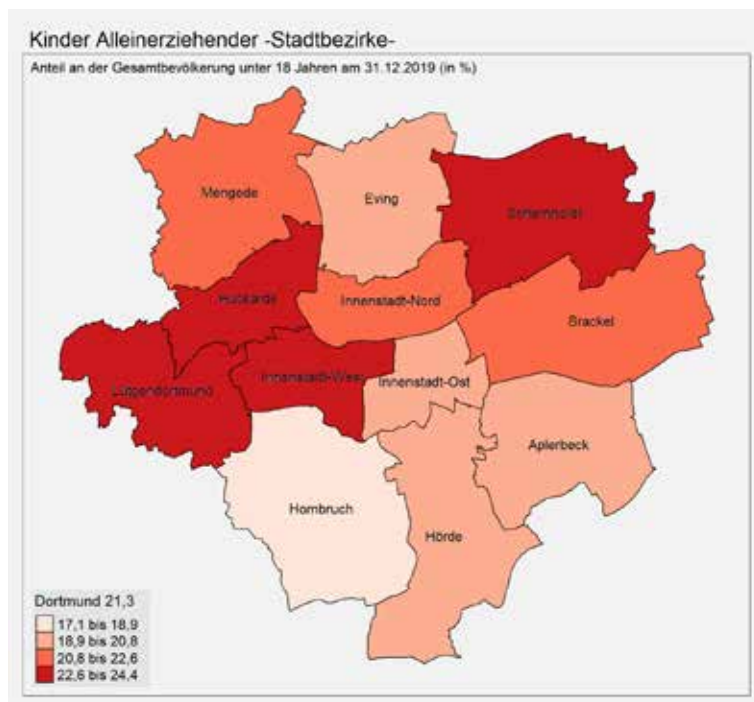 Kinder Alleinerziehender -Stadtbezirke-
Anteil an der Gesamtbevölkerung unter 18 Jahren am 31.12.2019 (in %)
Mengede
Eving
Scharnhorst
Huckarde
Innenstadt-Nord
Brackel
Lütgendortmund
Innenstadt-West
Innenstadt-Ost
Aplerbeck
Hombruch
Hörde
Dortmund 21,3
17,1 bis 18,9
18,9 bis 20,8
20,8 bis 22,6
22,6 bis 24,4